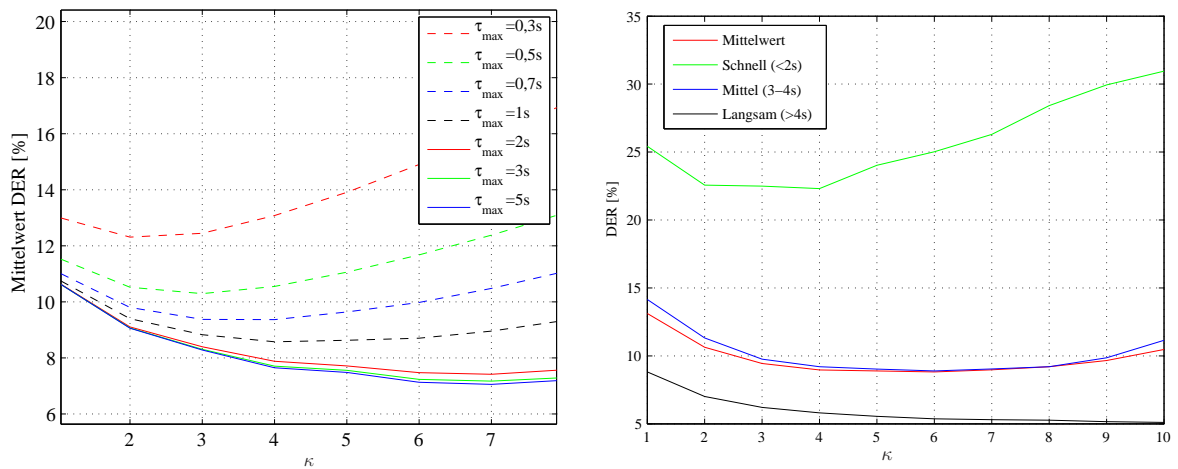 Mittelwert DER [%]
20
18
16
14
12
10
8
6
2
3
4
5
6
7
κ
τmax=0,3s
τmax=0,5s
τmax=0,7s
τmax=1s
τmax=2s
τmax=3s
τmax=5s
DER [%]
35
30
25
20
15
10
5
1
2
3
4
5
6
7
8
9
10
κ
Mittelwert
Schnell (<2s)
Mittel (3−4s)
Langsam (>4s)